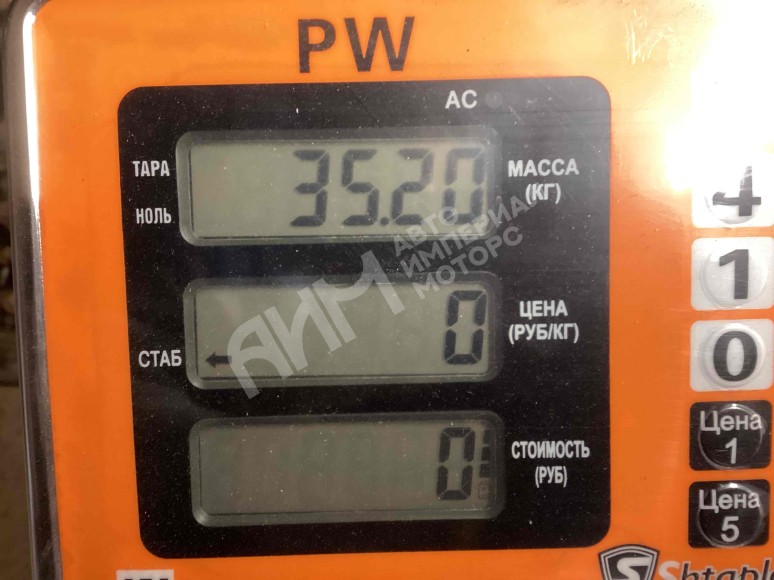 PW
AC
ТАРА
НОЛЬ
35.20
МАССА
(КГ)
АИМ
АВТО
ИМПЕРИАЛ
МОТОРС
СТАБ
←
0
ЦЕНА
(РУБ/КГ)
0
СТОИМОСТЬ
(РУБ)
4
1
0
Цена
1
Цена
5
S